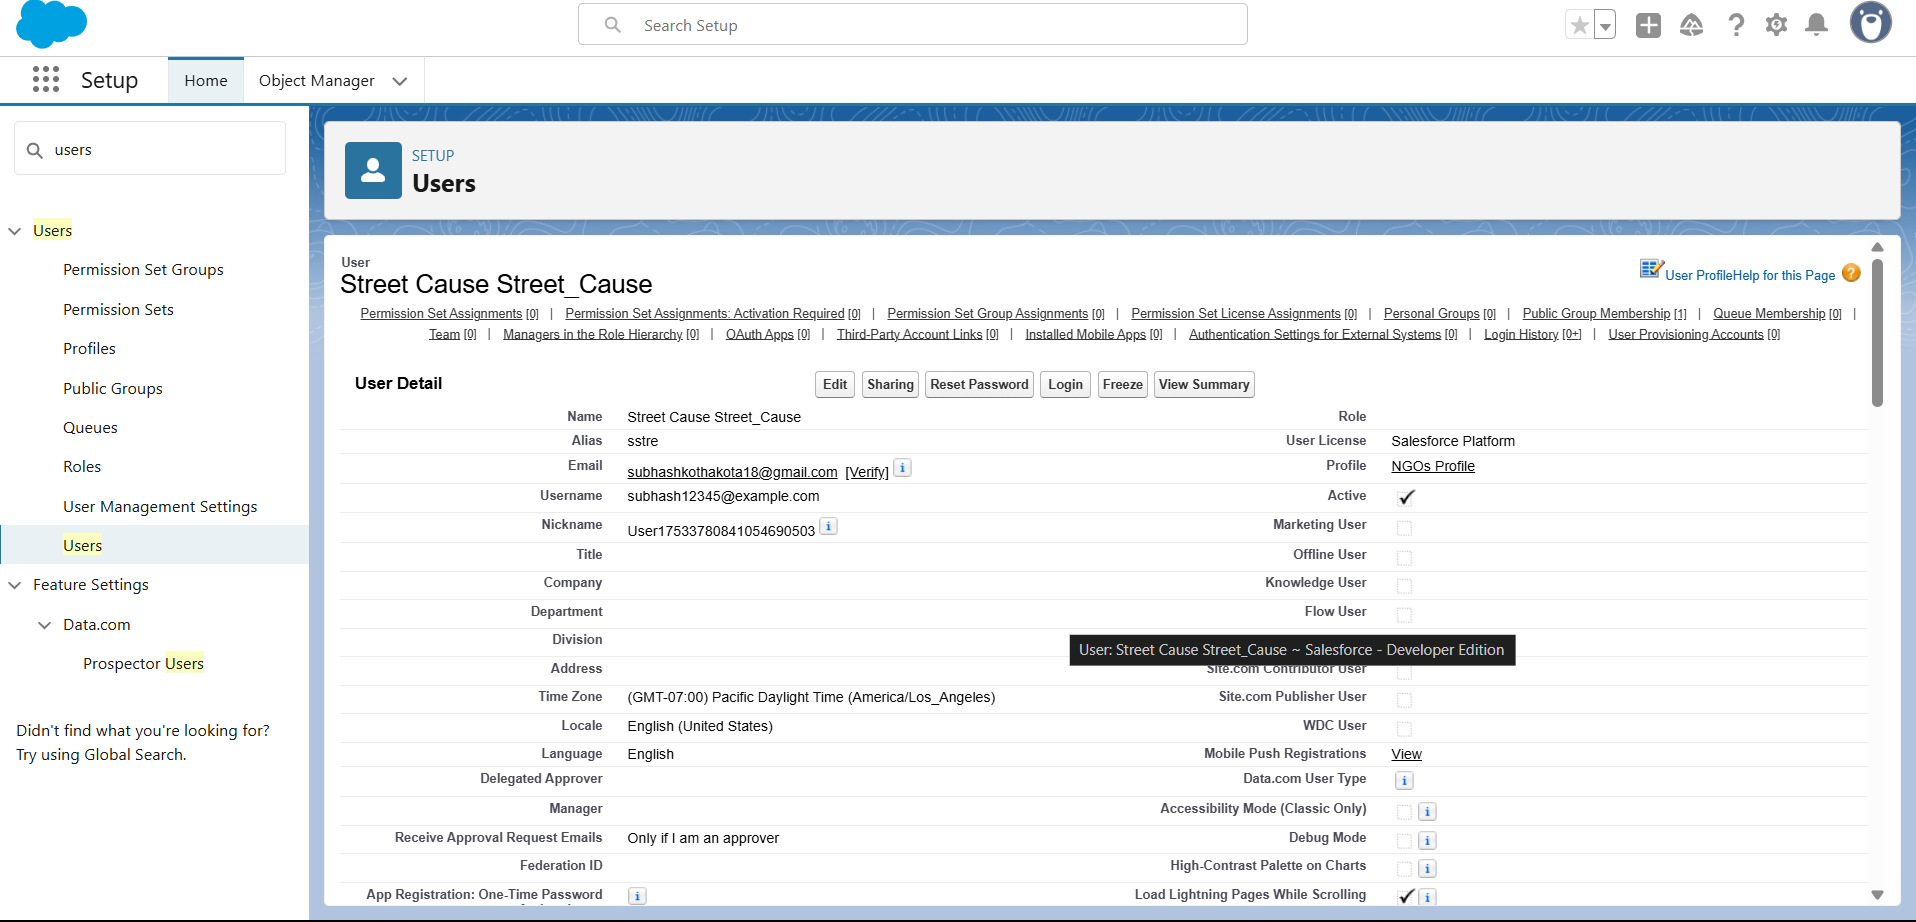 Search Setup
Setup
Home
Object Manager
users
Users
Permission Set Groups
Permission Sets
Profiles
Public Groups
Queues
Roles
User Management Settings
Users
Feature Settings
Data.com
Prospector Users
Didn't find what you're looking for?
Try using Global Search.
SETUP
Users
User
Street Cause Street_Cause
User Profile Help for this Page
Permission Set Assignments [0] | Permission Set Assignments: Activation Required [0] | Permission Set Group Assignments [0] | Permission Set License Assignments [0] | Personal Groups [0] | Public Group Membership [1] | Queue Membership [0] |
Team [0] | Managers in the Role Hierarchy [0] | OAuth Apps [0] | Third-Party Account Links [0] | Installed Mobile Apps [0] | Authentication Settings for External Systems [0] | Login History [0+] | User Provisioning Accounts [0]
User Detail
Edit Sharing Reset Password Login Freeze View Summary
Name Street Cause Street_Cause Role
Alias sstre User License Salesforce Platform
Email subhashkothakota18@gmail.com [Verify] Profile NGOs Profile
Username subhash12345@example.com Active
Nickname User17533780841054690503 Marketing User
Title Offline User
Company Knowledge User
Department Flow User
Division
User: Street Cause Street_Cause ~ Salesforce - Developer Edition
Address Site.com Contributor User
Time Zone (GMT-07:00) Pacific Daylight Time (America/Los_Angeles) Site.com Publisher User
Locale English (United States) WDC User
Language English Mobile Push Registrations View
Delegated Approver Data.com User Type
Manager Accessibility Mode (Classic Only)
Receive Approval Request Emails Only if I am an approver Debug Mode
Federation ID High-Contrast Palette on Charts
App Registration: One-Time Password Load Lightning Pages While Scrolling